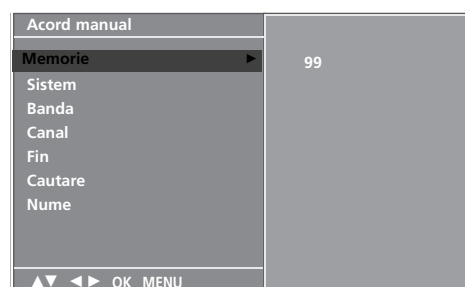 Acord manual
Memorie ► 99
Sistem
Banda
Canal
Fin
Cautare
Nume
▲▼ ◄► OK MENU